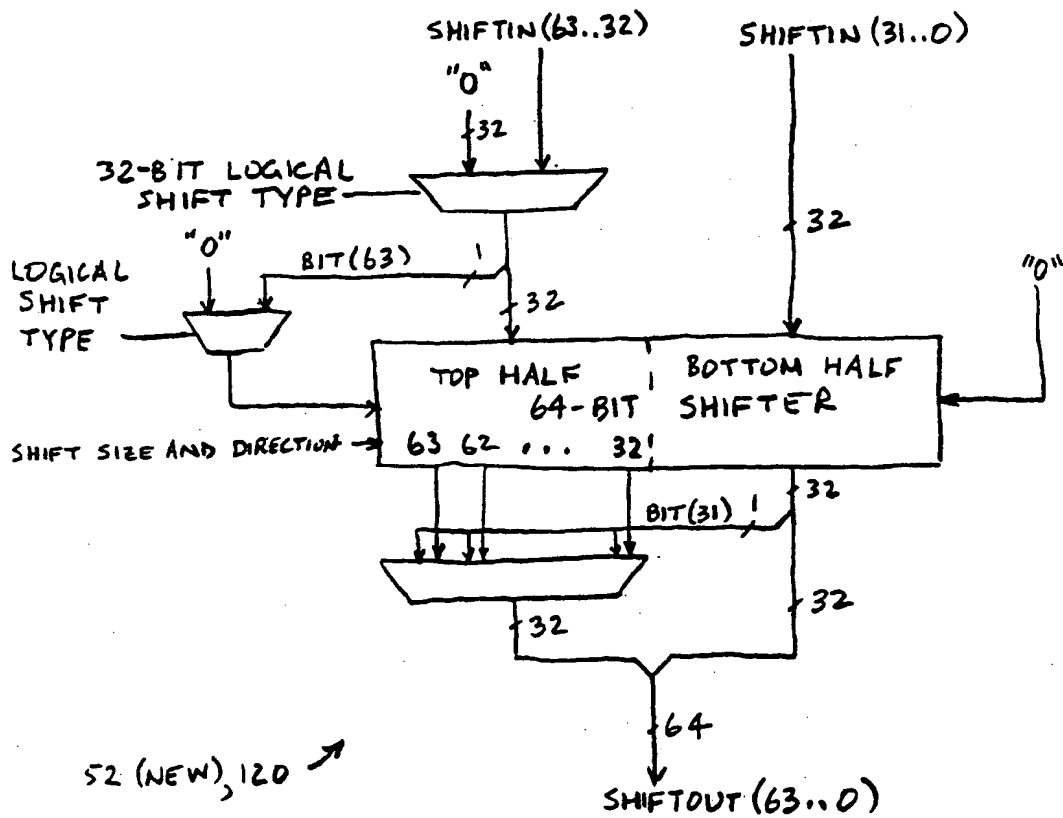 SHIFTIN(63..32)
SHIFTIN(31..0)
"0"
32
32-BIT LOGICAL
SHIFT TYPE
32
"0"
BIT(63)
1
"0"
LOGICAL
SHIFT
TYPE
32
TOP HALF
BOTTOM HALF
64-BIT SHIFTER
SHIFT SIZE AND DIRECTION
63 62 ... 32
32
BIT(31)
1
32
32
64
52 (NEW), 120
SHIFTOUT(63..0)